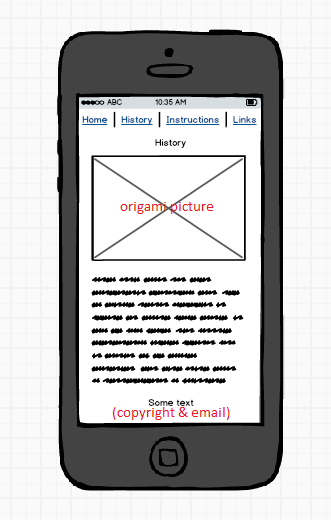 ABC 10:35 AM
Home History Instructions Links
History
origami picture
Some text
(copyright & email)